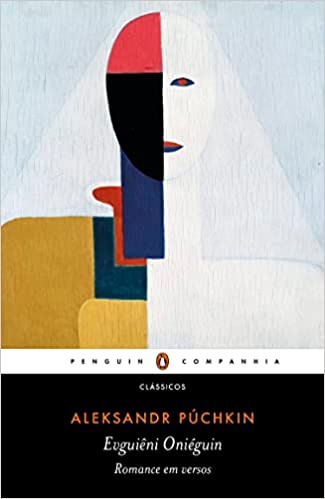 PENGUIN COMPANHIA
CLÁSSICOS
ALEKSANDR PÚCHKIN
Evguiêni Oniéguin
Romance em versos